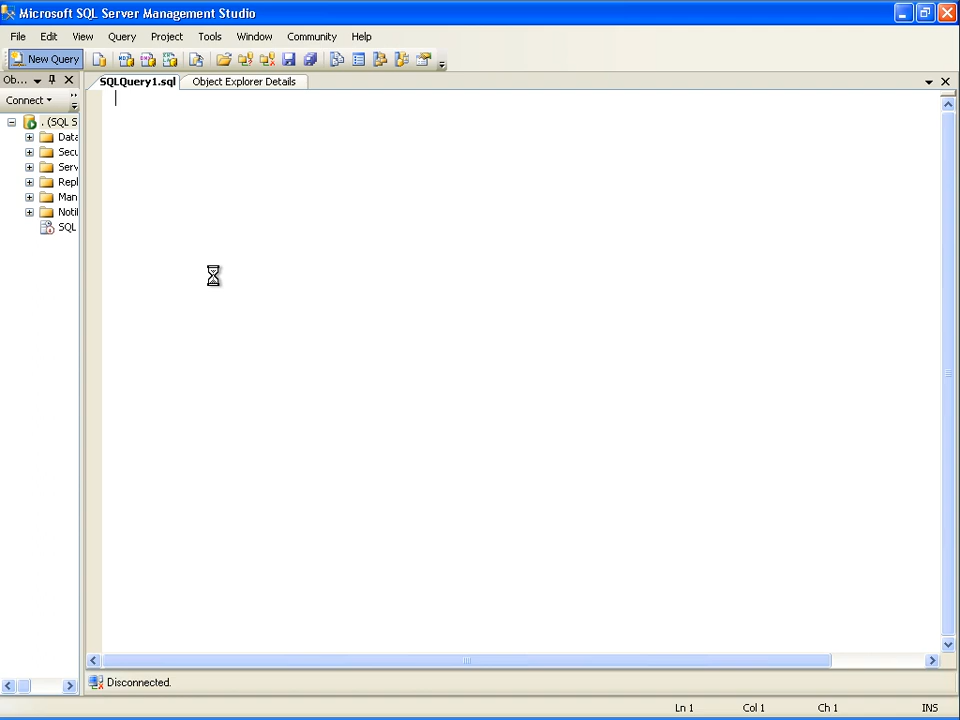 Microsoft SQL Server Management Studio
File Edit View Query Project Tools Window Community Help
New Query
Ob...
SQLQuery1.sql Object Explorer Details
Connect
. (SQL S
Data
Secu
Serv
Repl
Man
Noti
SQL
Disconnected.
Ln 1 Col 1 Ch 1 INS